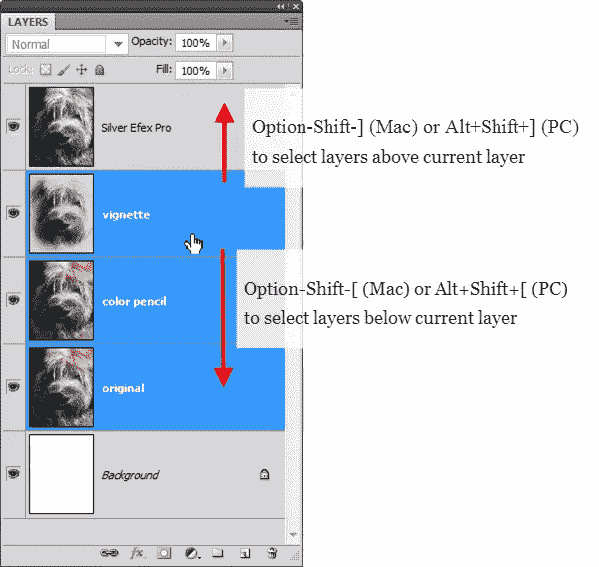 LAYERS
Normal
Opacity: 100%
Lock:
Fill: 100%
Silver Efex Pro
Option-Shift-] (Mac) or Alt+Shift+] (PC)
to select layers above current layer
vignette
Option-Shift-[ (Mac) or Alt+Shift+[ (PC)
to select layers below current layer
color pencil
original
Background
fx.